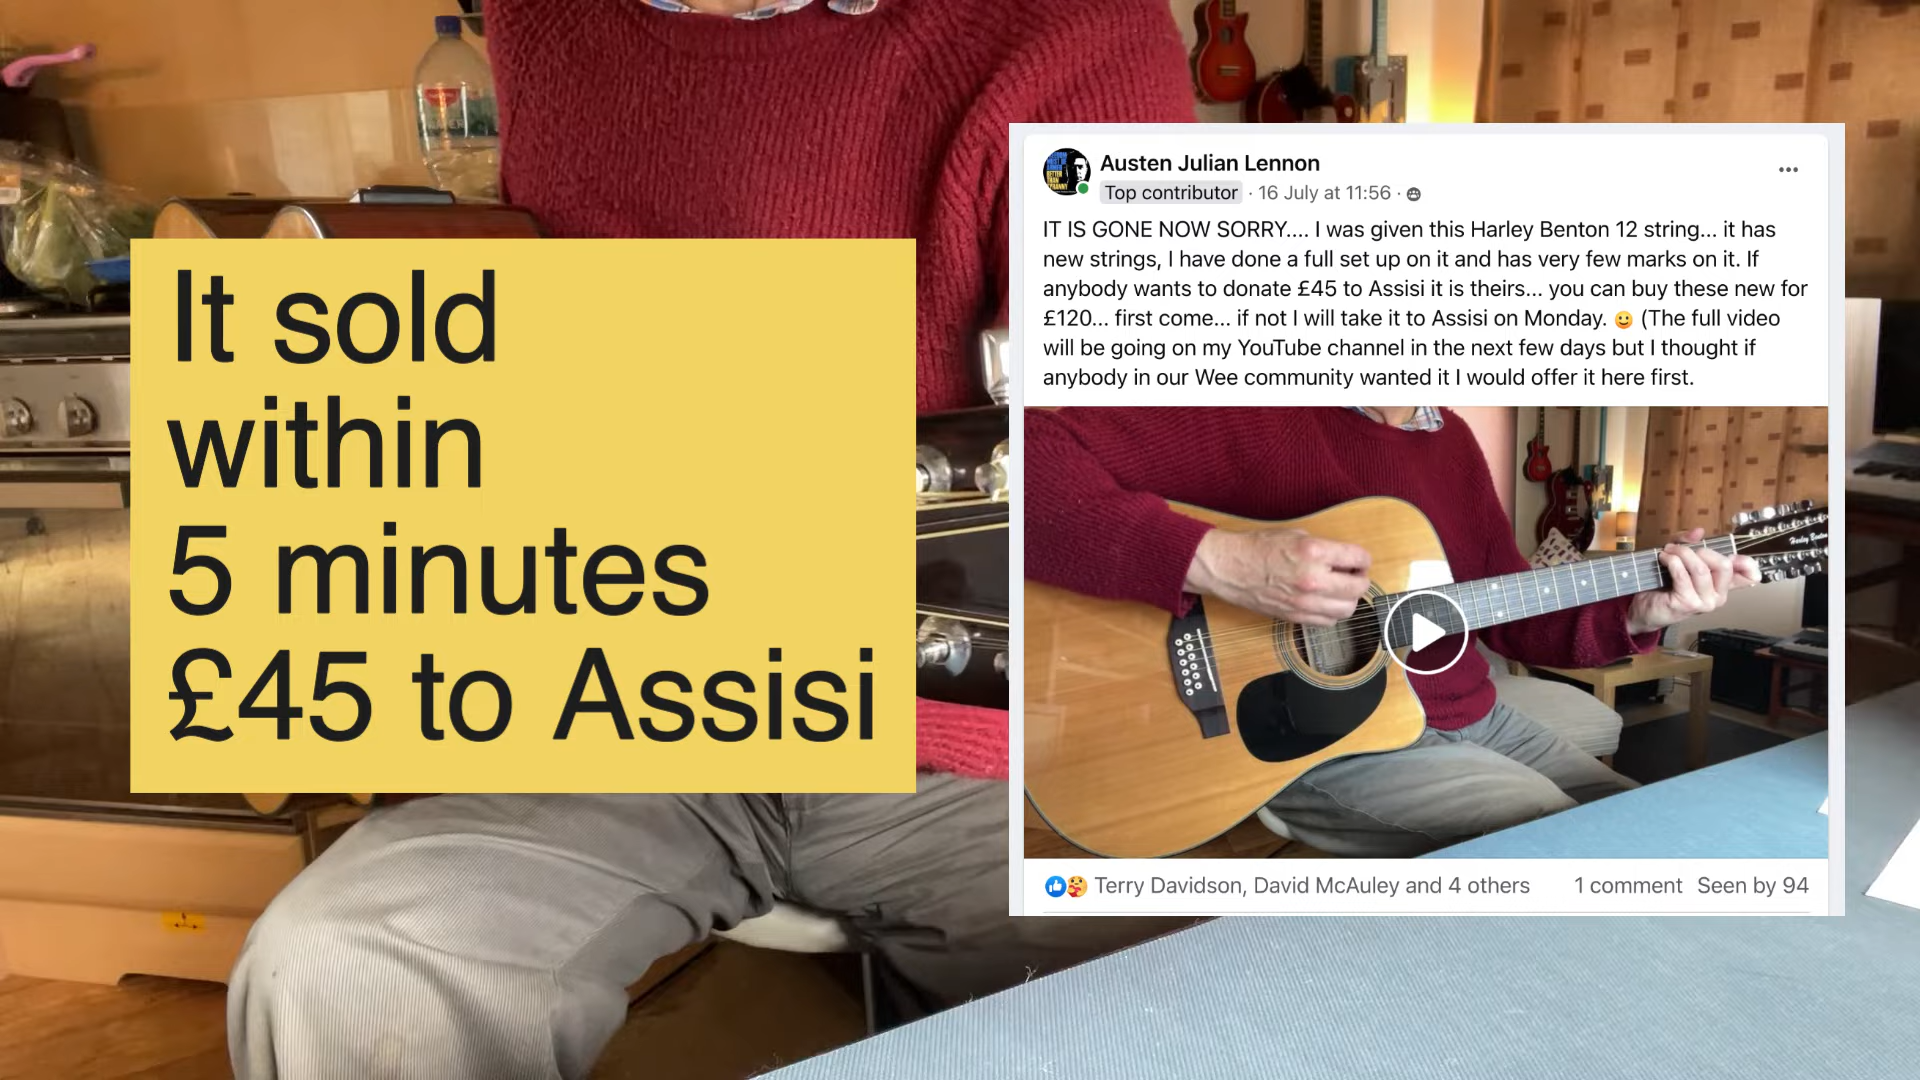 It sold
within
5 minutes
£45 to Assisi
Austen Julian Lennon
Top contributor · 16 July at 11:56 ·
IT IS GONE NOW SORRY.... I was given this Harley Benton 12 string... it has
new strings, I have done a full set up on it and has very few marks on it. If
anybody wants to donate £45 to Assisi it is theirs... you can buy these new for
£120... first come... if not I will take it to Assisi on Monday. 🙂 (The full video
will be going on my YouTube channel in the next few days but I thought if
anybody in our Wee community wanted it I would offer it here first.
Harley Benton
Terry Davidson, David McAuley and 4 others 1 comment Seen by 94